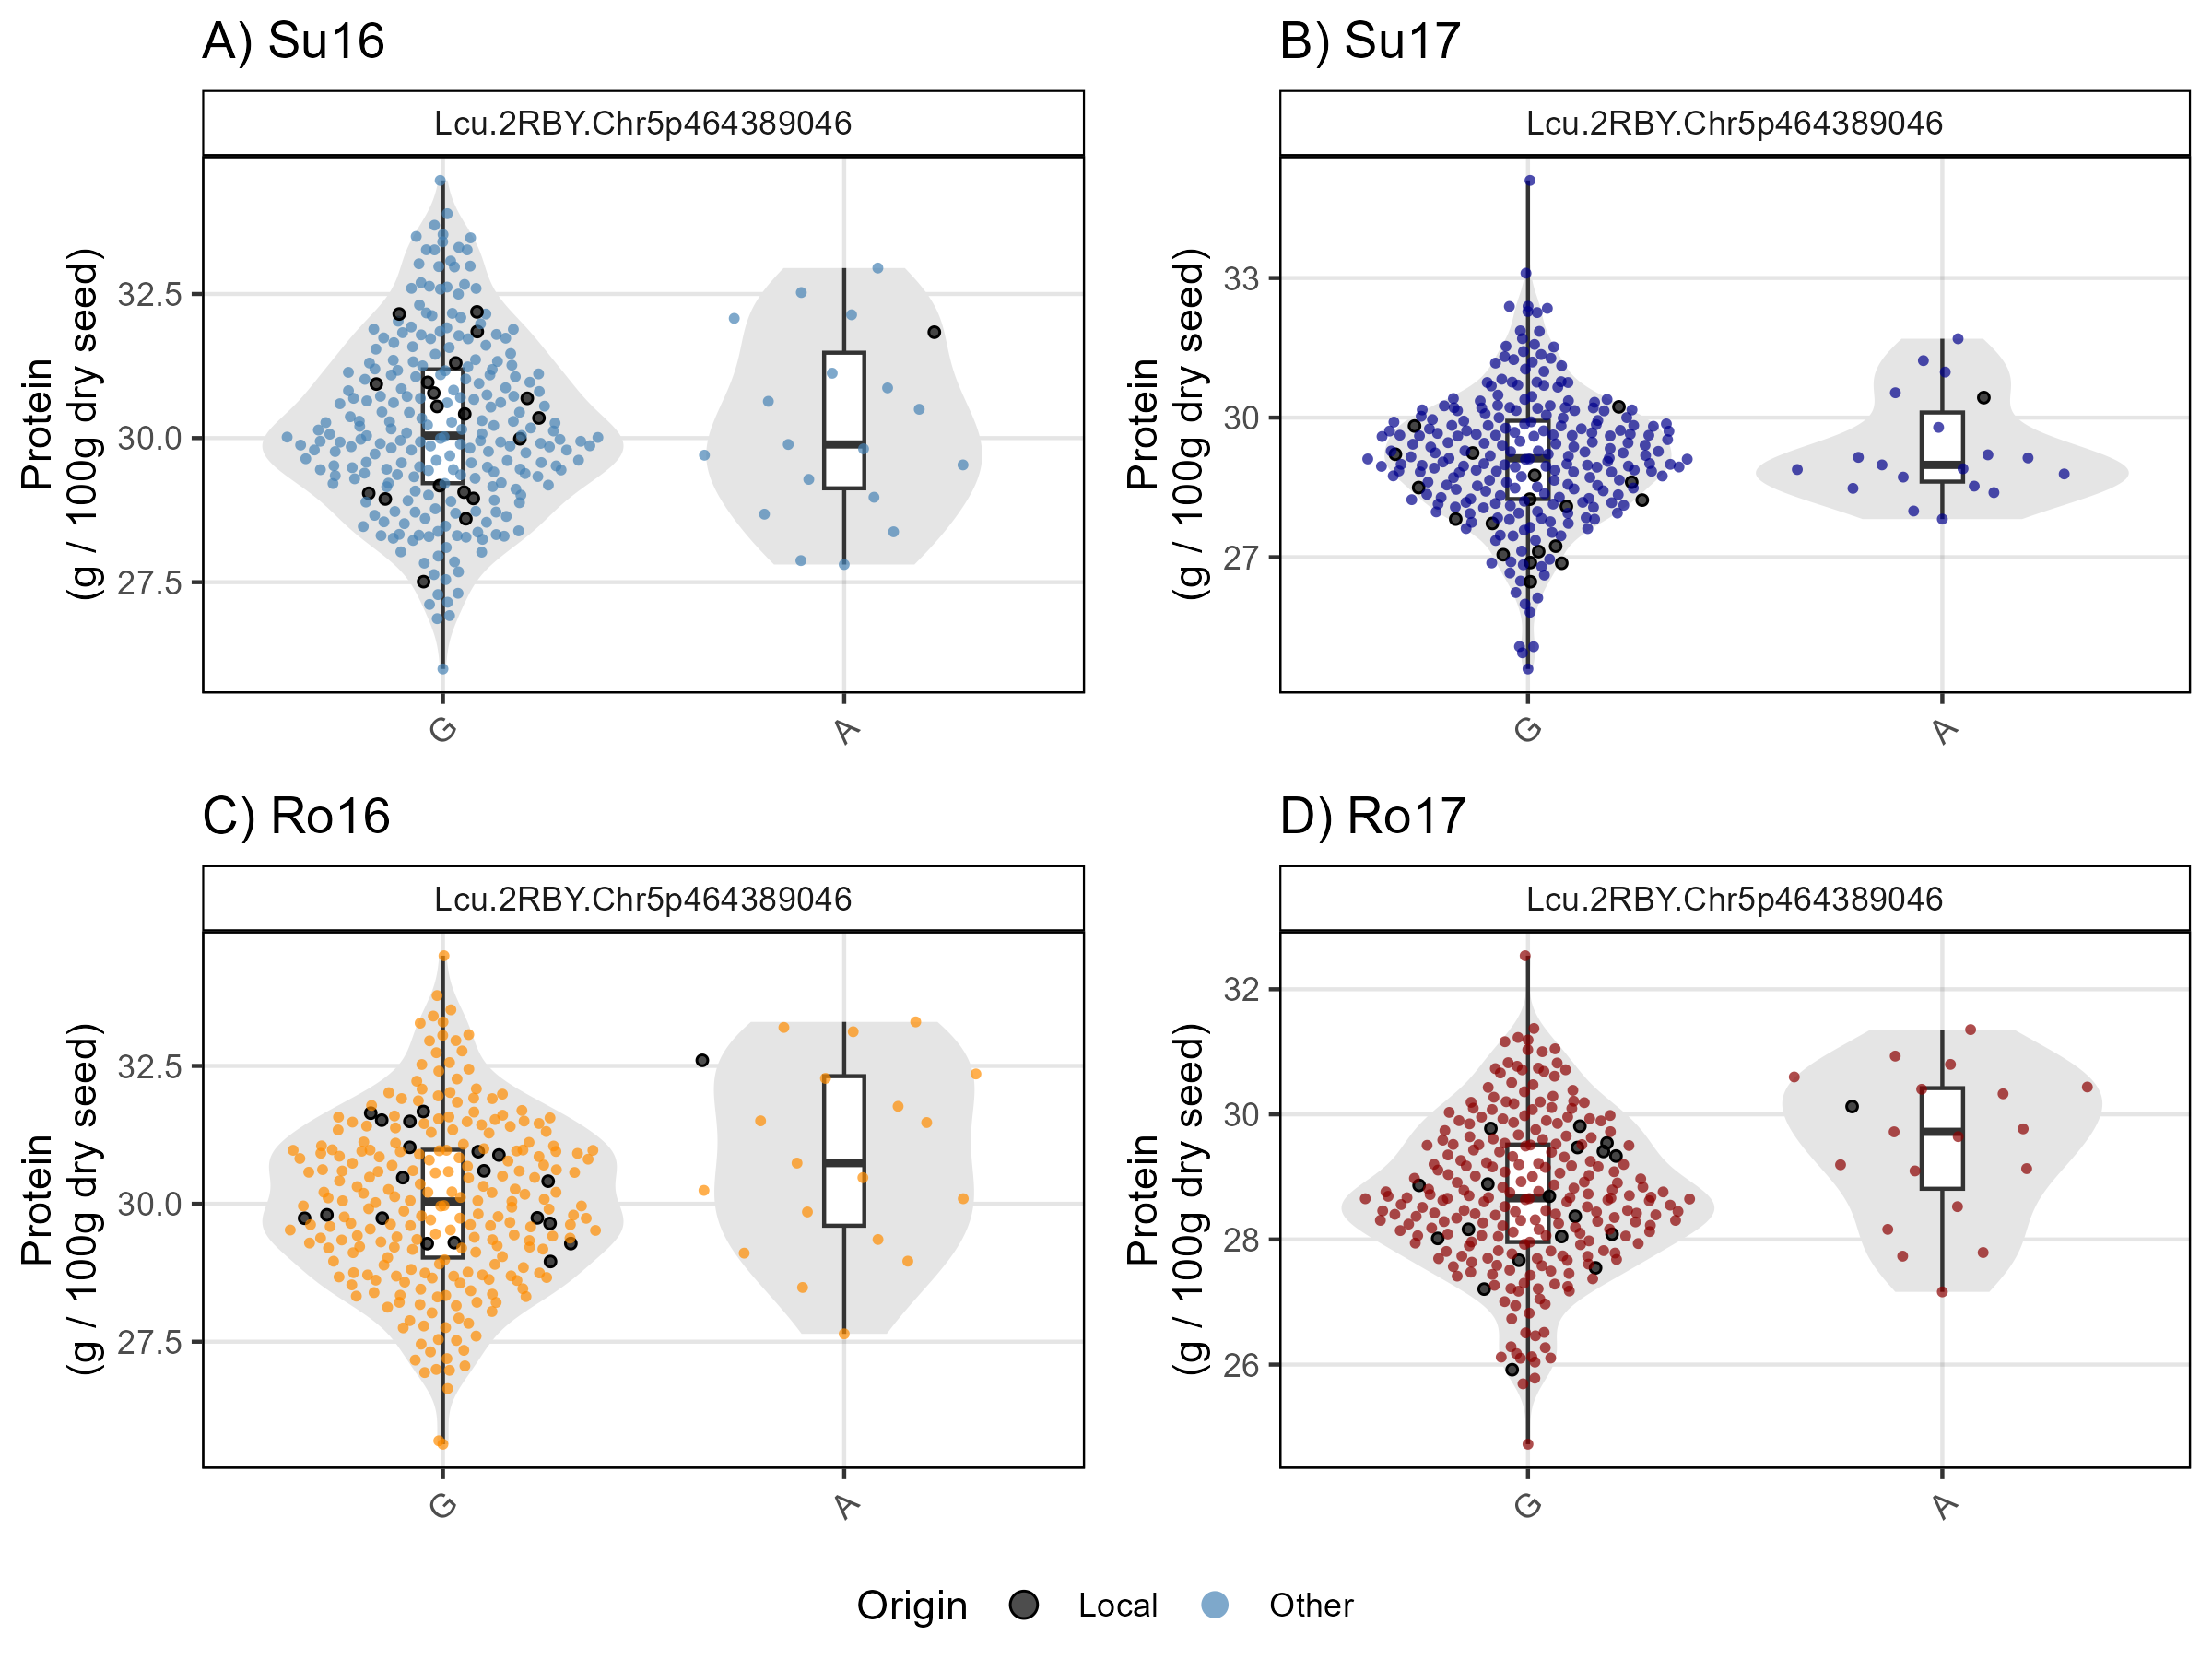 A) Su16
Lcu.2RBY.Chr5p464389046
Protein
(g / 100g dry seed)
32.5
30.0
27.5
G
A
B) Su17
Lcu.2RBY.Chr5p464389046
Protein
(g / 100g dry seed)
33
30
27
G
A
C) Ro16
Lcu.2RBY.Chr5p464389046
Protein
(g / 100g dry seed)
32.5
30.0
27.5
G
A
D) Ro17
Lcu.2RBY.Chr5p464389046
Protein
(g / 100g dry seed)
32
30
28
26
G
A
Origin Local Other